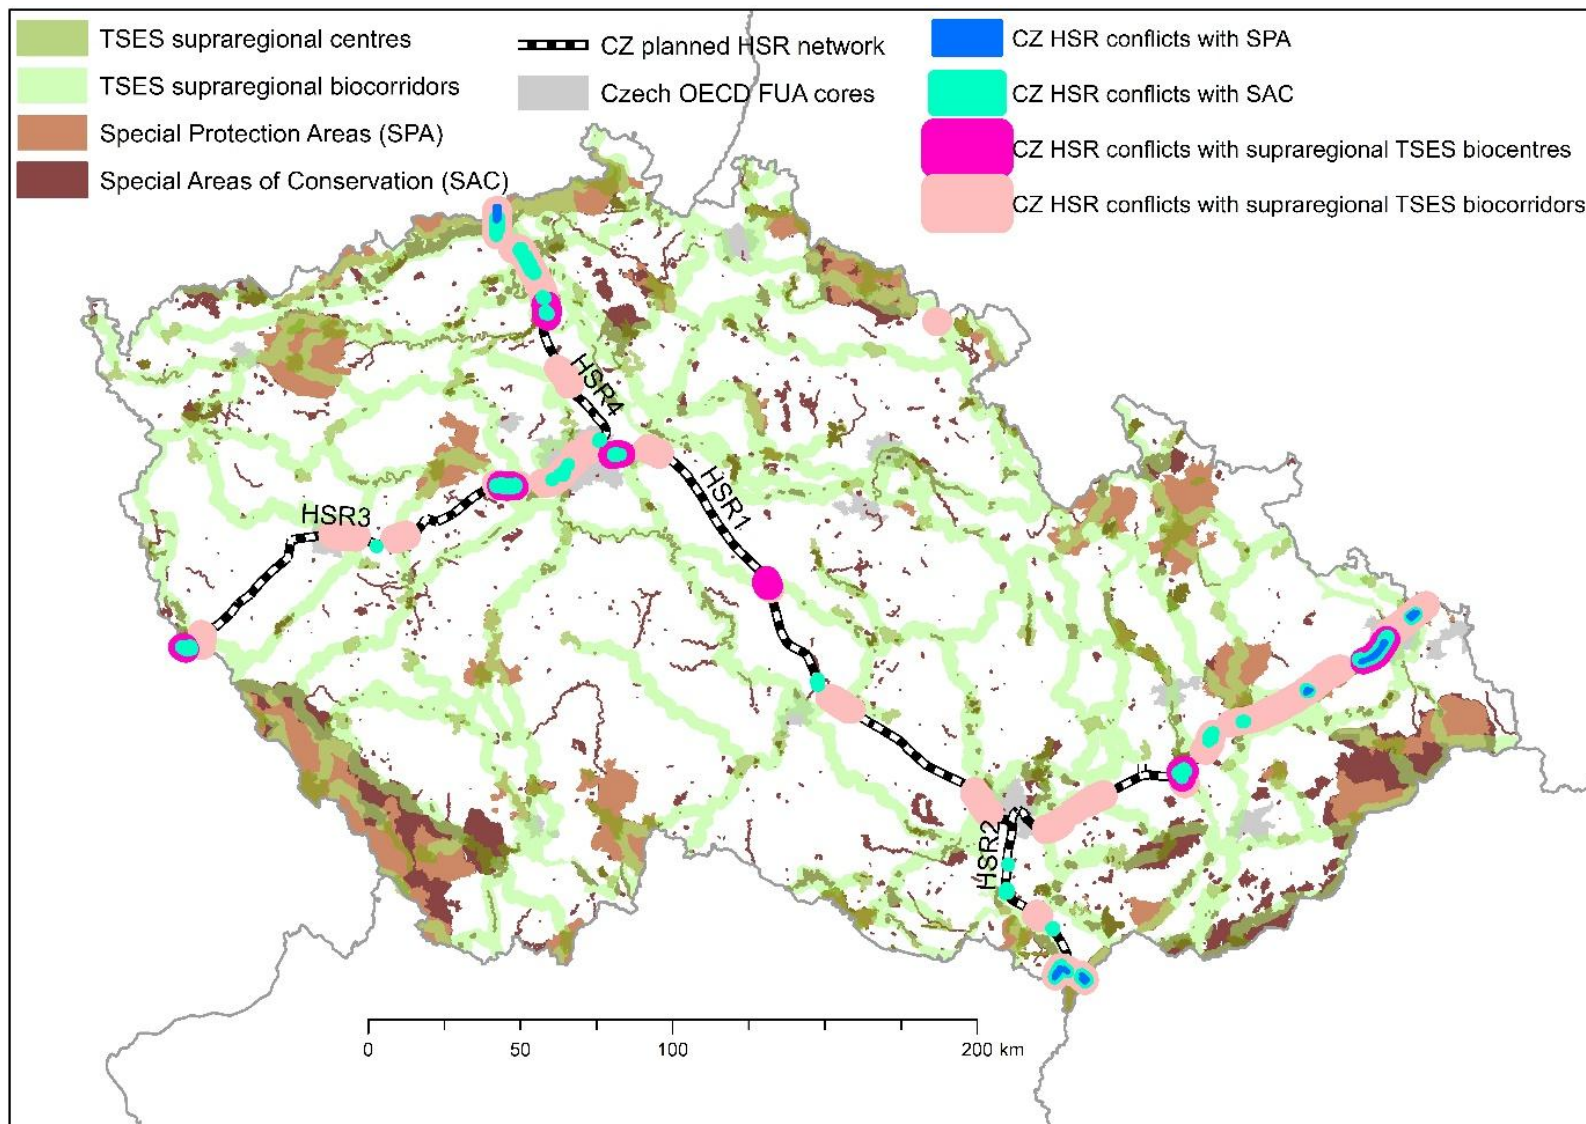 TSES supraregional centres
TSES supraregional biocorridors
Special Protection Areas (SPA)
Special Areas of Conservation (SAC)
CZ planned HSR network
Czech OECD FUA cores
CZ HSR conflicts with SPA
CZ HSR conflicts with SAC
CZ HSR conflicts with supraregional TSES biocentres
CZ HSR conflicts with supraregional TSES biocorridors
HSR4
HSR1
HSR3
HSR2
0 50 100 200 km